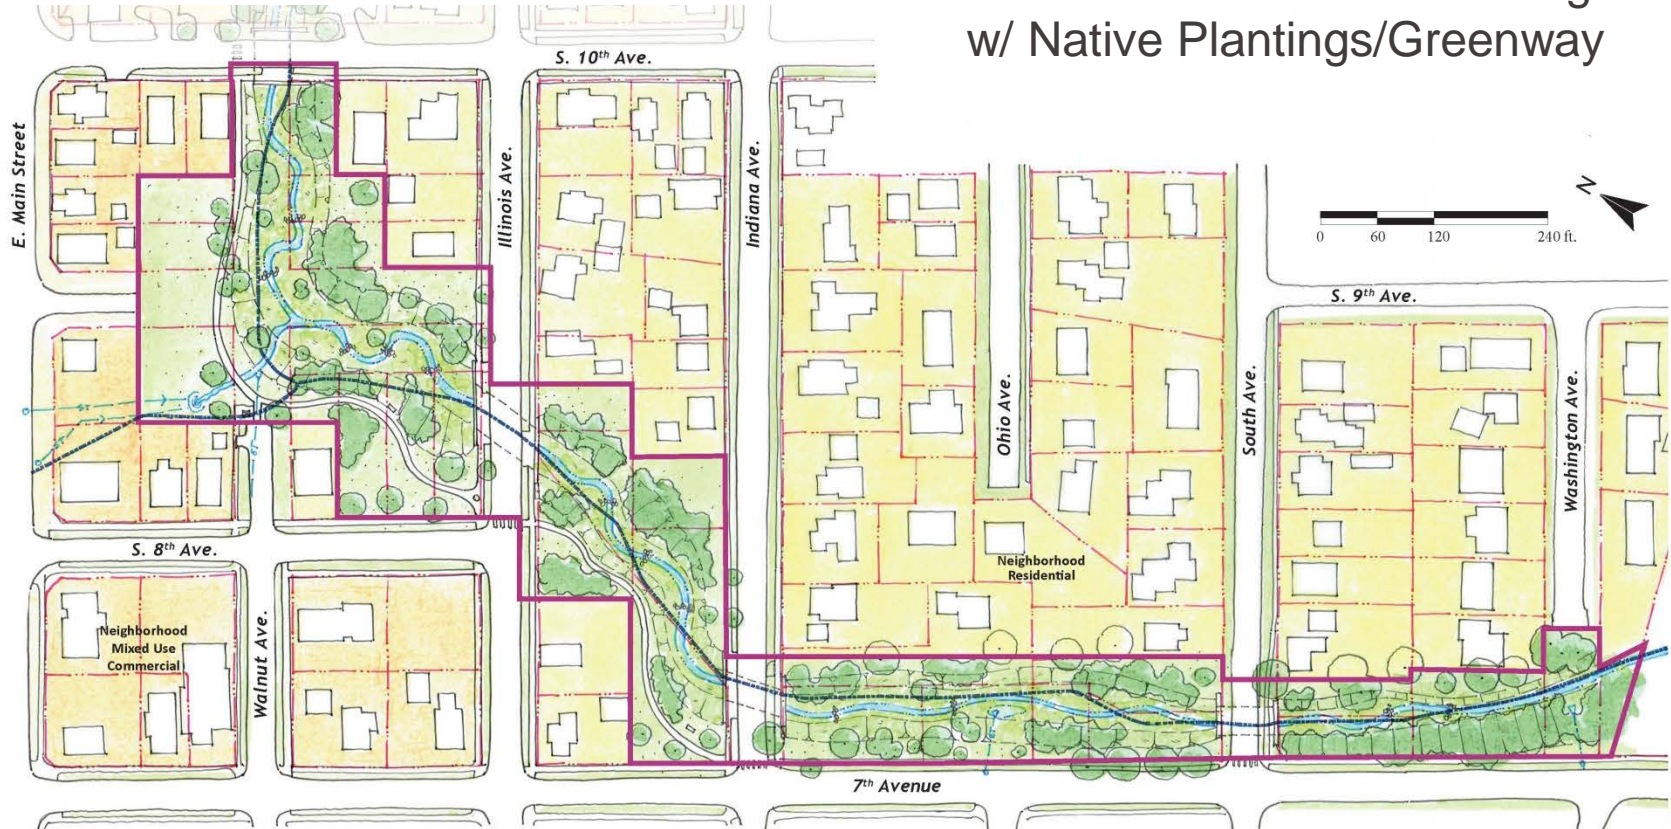 w/ Native Plantings/Greenway
S. 10th Ave.
E. Main Street
Illinois Ave.
Indiana Ave.
N
0 60 120 240 ft.
S. 9th Ave.
Ohio Ave.
South Ave.
Washington Ave.
S. 8th Ave.
Neighborhood
Residential
Neighborhood
Mixed Use
Commercial
Walnut Ave.
7th Avenue